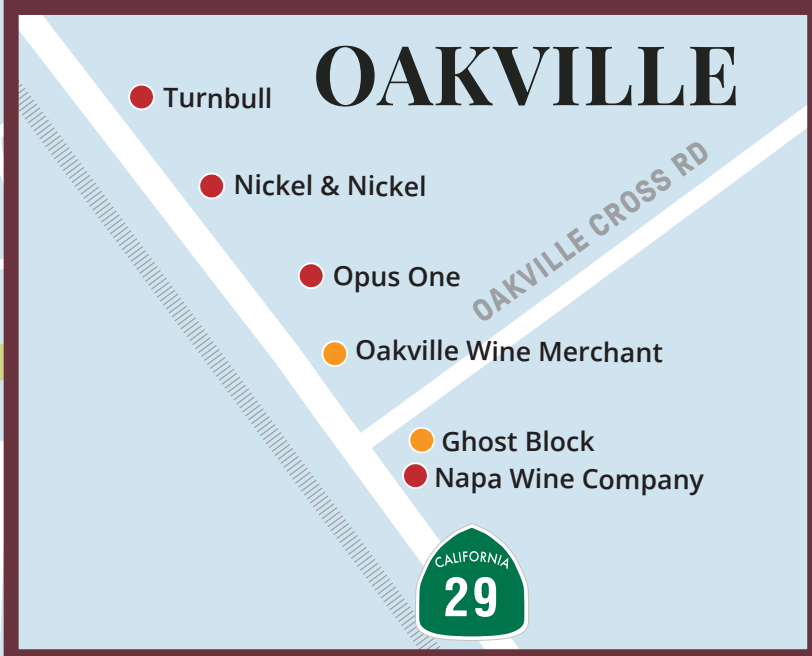 OAKVILLE
Turnbull
Nickel & Nickel
OAKVILLE CROSS RD
Opus One
Oakville Wine Merchant
Ghost Block
Napa Wine Company
CALIFORNIA
29